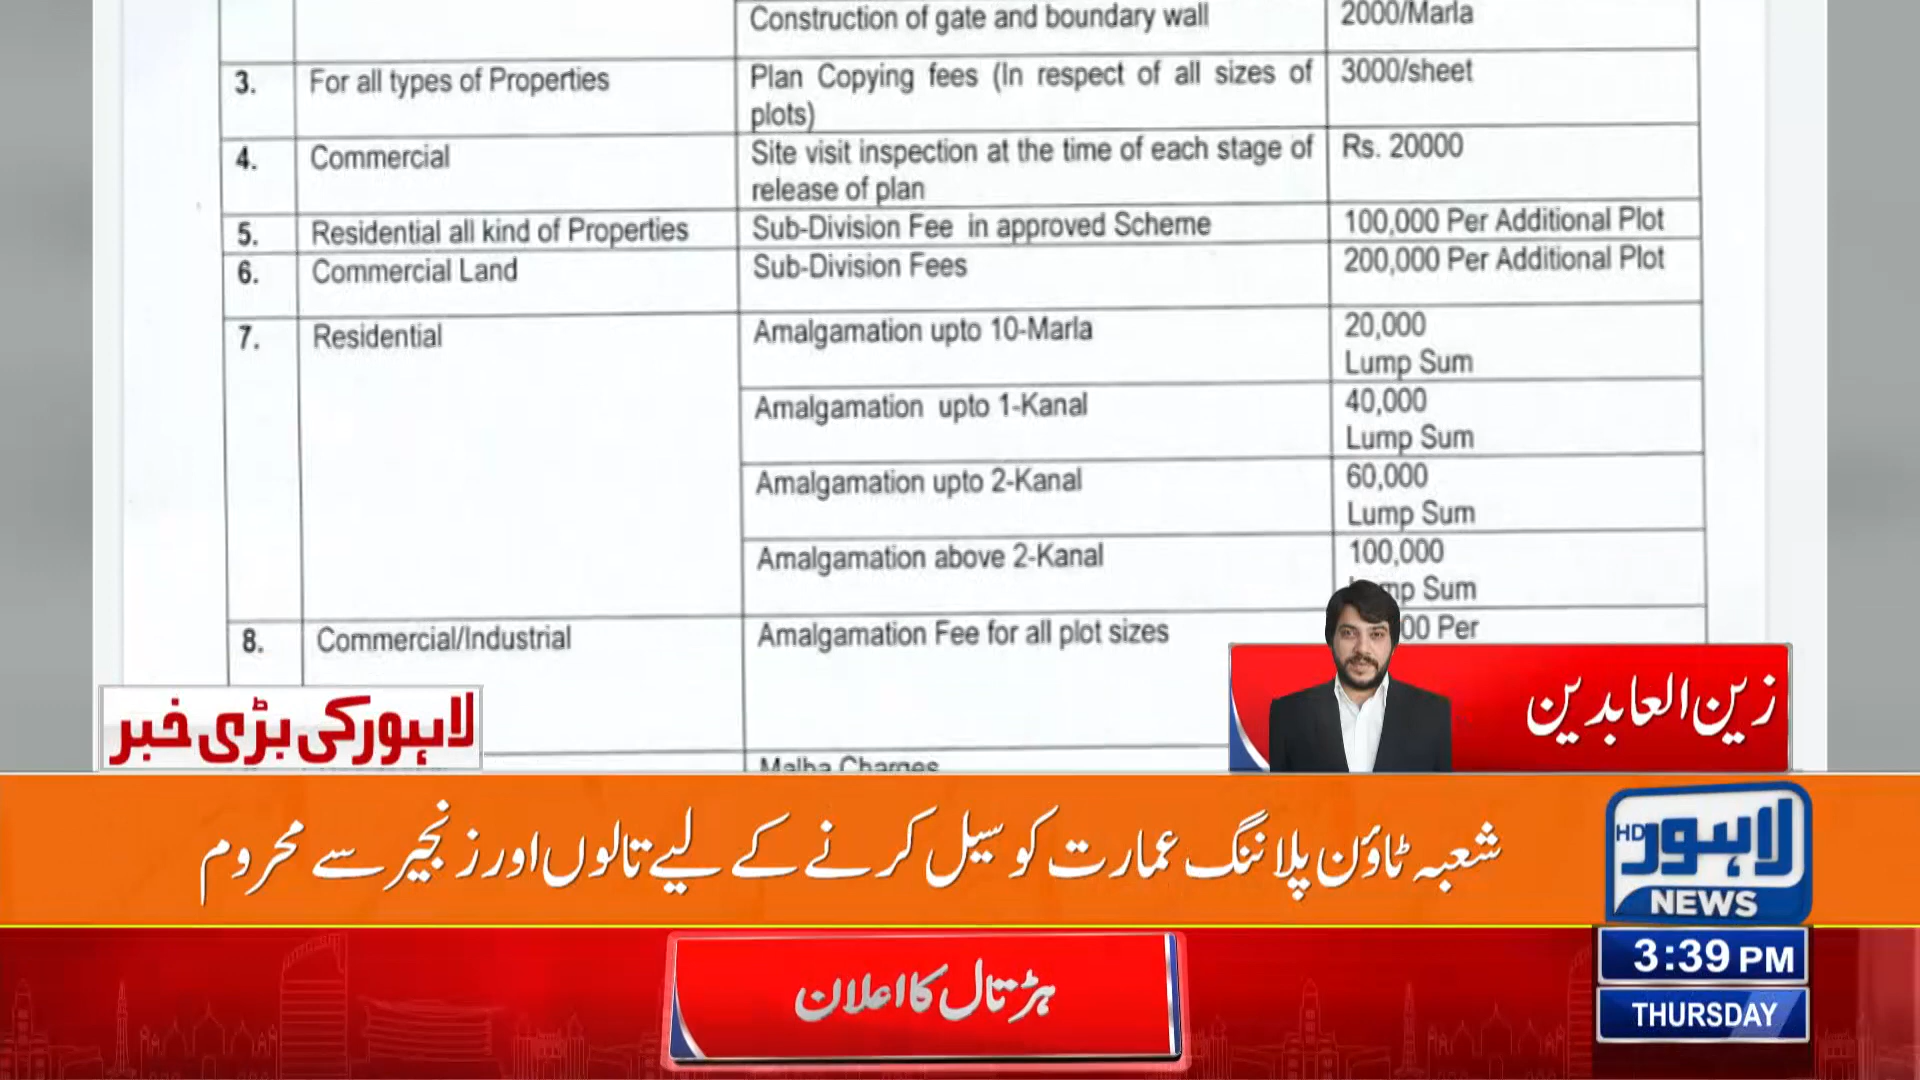 Construction of gate and boundary wall 2000/Marla
3. For all types of Properties Plan Copying fees (In respect of all sizes of plots) 3000/sheet
4. Commercial Site visit inspection at the time of each stage of release of plan Rs. 20000
5. Residential all kind of Properties Sub-Division Fee in approved Scheme 100,000 Per Additional Plot
6. Commercial Land Sub-Division Fees 200,000 Per Additional Plot
7. Residential Amalgamation upto 10-Marla 20,000 Lump Sum
Amalgamation upto 1-Kanal 40,000 Lump Sum
Amalgamation upto 2-Kanal 60,000 Lump Sum
Amalgamation above 2-Kanal 100,000 Sum
8. Commercial/Industrial Amalgamation Fee for all plot sizes Per
Malba Charges
زین العابدین
لاہور کی بڑی خبر
شعبہ ٹاؤن پلاننگ عمارت کو سیل کرنے کے لیے تالوں اور زنجیر سے محروم
لاہور HD
NEWS
3:39 PM
THURSDAY
ہڑتال کا اعلان